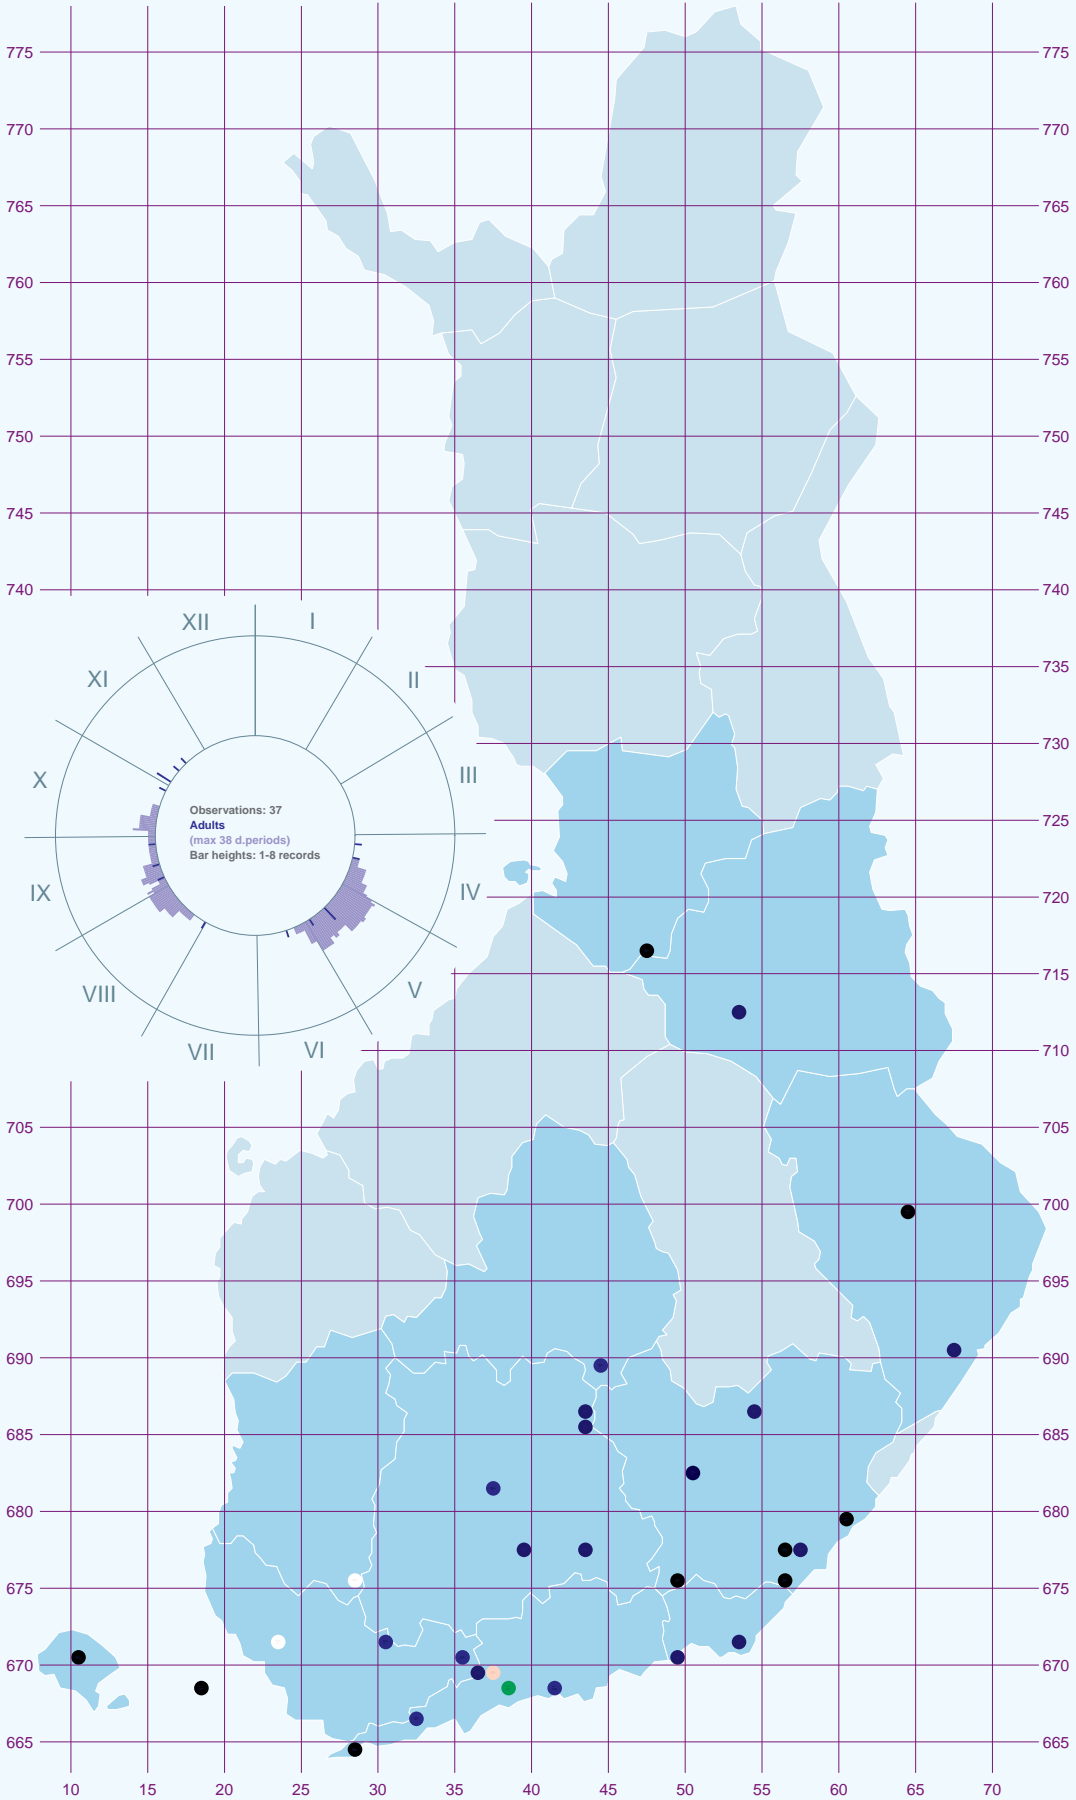 775 775
770 770
765 765
760 760
755 755
750 750
745 745
740 740
XII I
735
XI II
730
X III
Observations: 37
Adults
725
(max 38 d.periods)
Bar heights: 1-8 records
IX IV
720
715
VIII V
VII VI
710
705 705
700 700
695 695
690 690
685 685
680 680
675 675
670 670
665 665
10 15 20 25 30 35 40 45 50 55 60 65 70